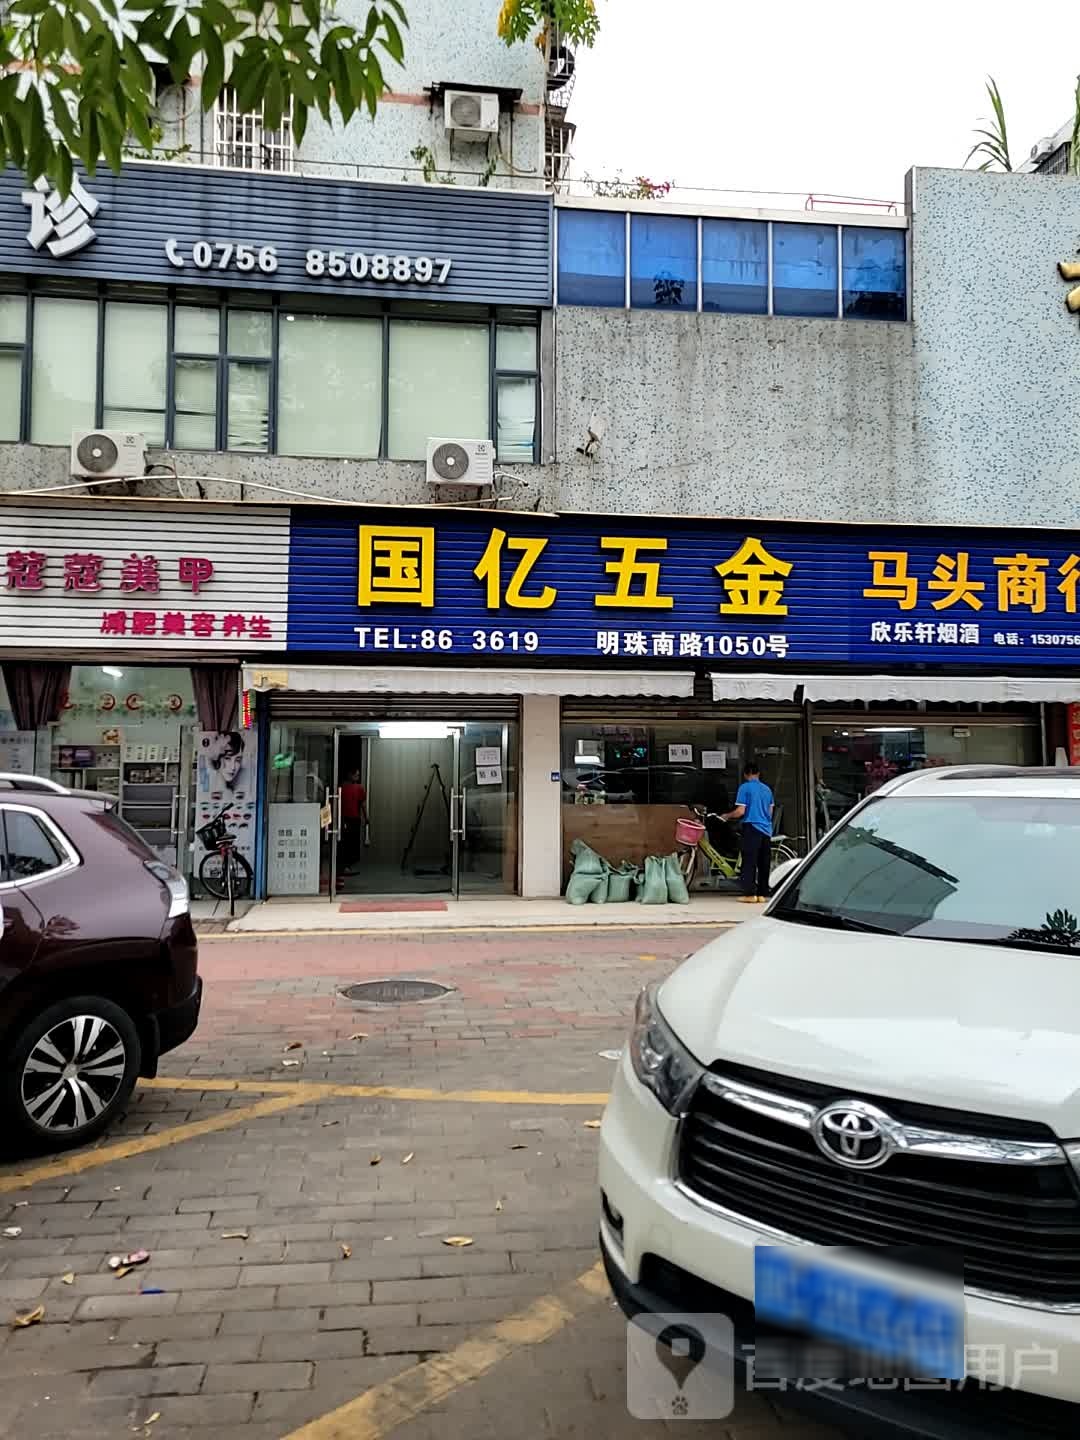 诊
0756 8508897
蔻蔻美甲
减肥美容养生
国亿五金
TEL:86 3619 明珠南路1050号
马头商行
欣乐轩烟酒 电话：1530756
百度地图用户